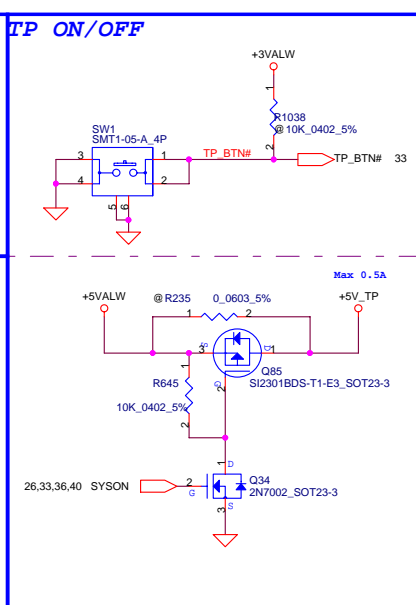 TP ON/OFF
+3VALW
1
R1038
@ 10K_0402_5%
2
SW1
SMT1-05-A_4P
3
1
TP_BTN#
TP_BTN# 33
4
2
5
6
Max 0.5A
+5VALW
@ R235 0_0603_5%
+5V_TP
1
2
S
3
1
D
1
Q85
R645
G
2
SI2301BDS-T1-E3_SOT23-3
10K_0402_5%
2
1
D
Q34
26,33,36,40 SYSON
2
G
2N7002_SOT23-3
S
3